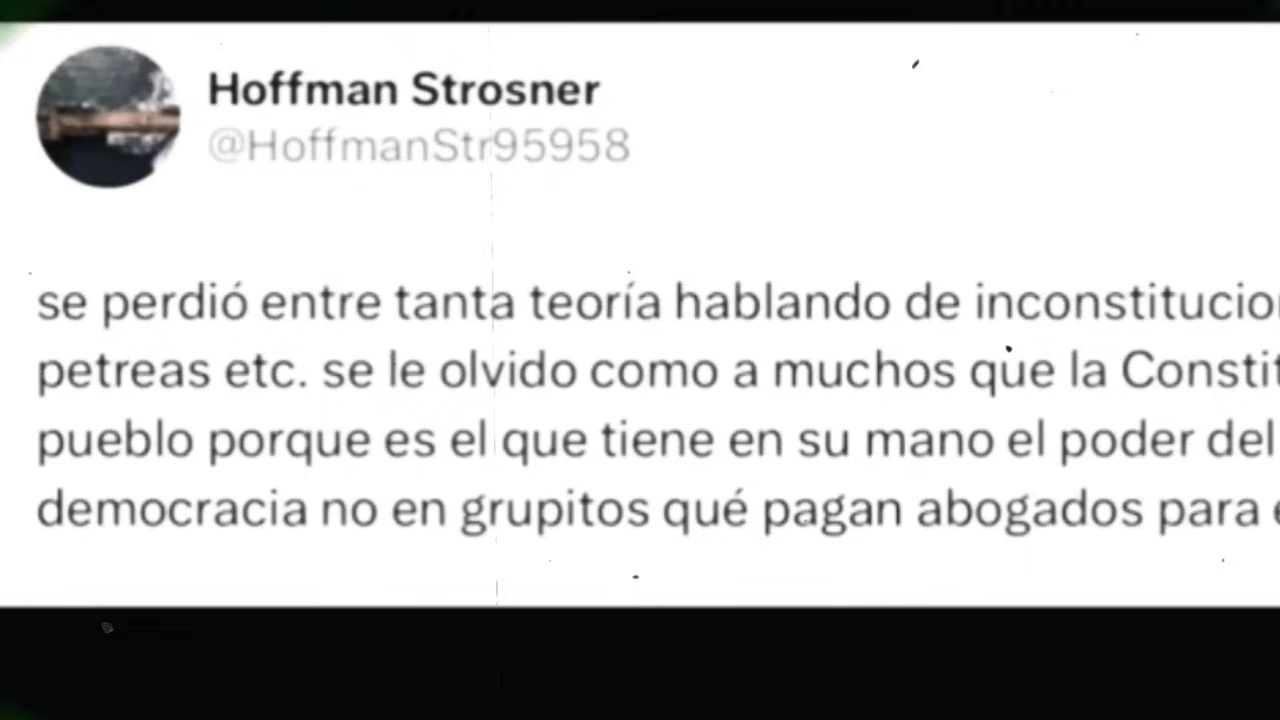 Hoffman Strosner
@HoffmanStr95958
se perdió entre tanta teoría hablando de
petreas etc. se le olvido como a muchos que la
pueblo porque es el que tiene en su mano el poder del
democracia no en grupitos qué pagan abogados para